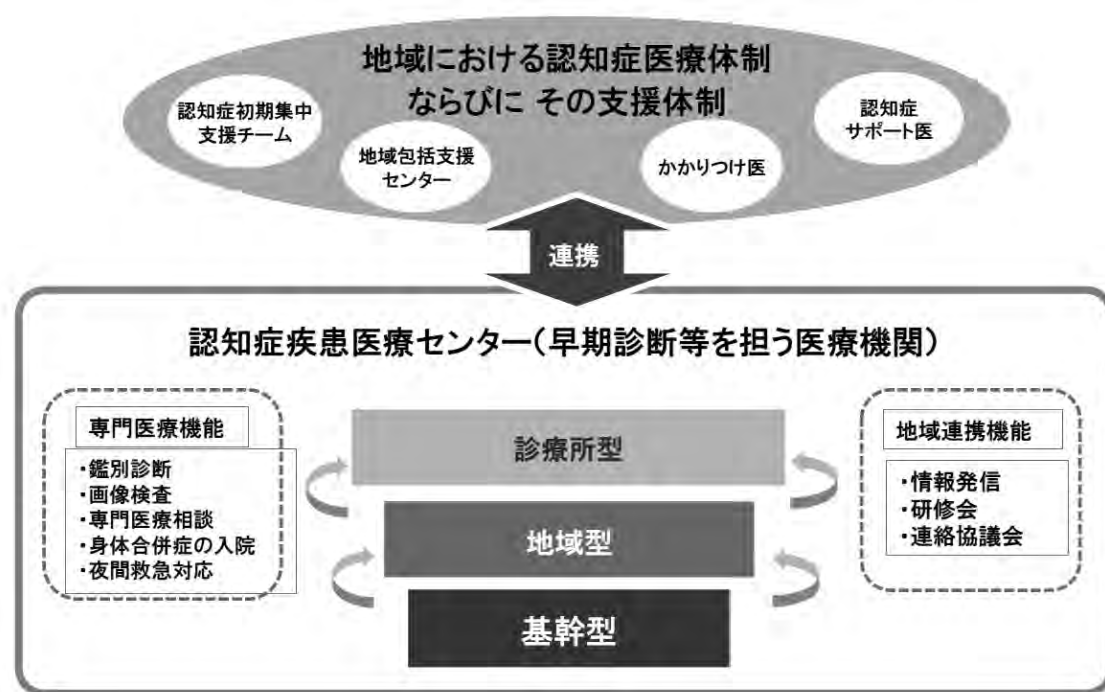 地域における認知症医療体制
ならびに その支援体制
認知症初期集中
支援チーム
地域包括支援
センター
かかりつけ医
認知症
サポート医
連携
認知症疾患医療センター(早期診断等を担う医療機関)
専門医療機能
・鑑別診断
・画像検査
・専門医療相談
・身体合併症の入院
・夜間救急対応
診療所型
地域型
基幹型
地域連携機能
・情報発信
・研修会
・連絡協議会